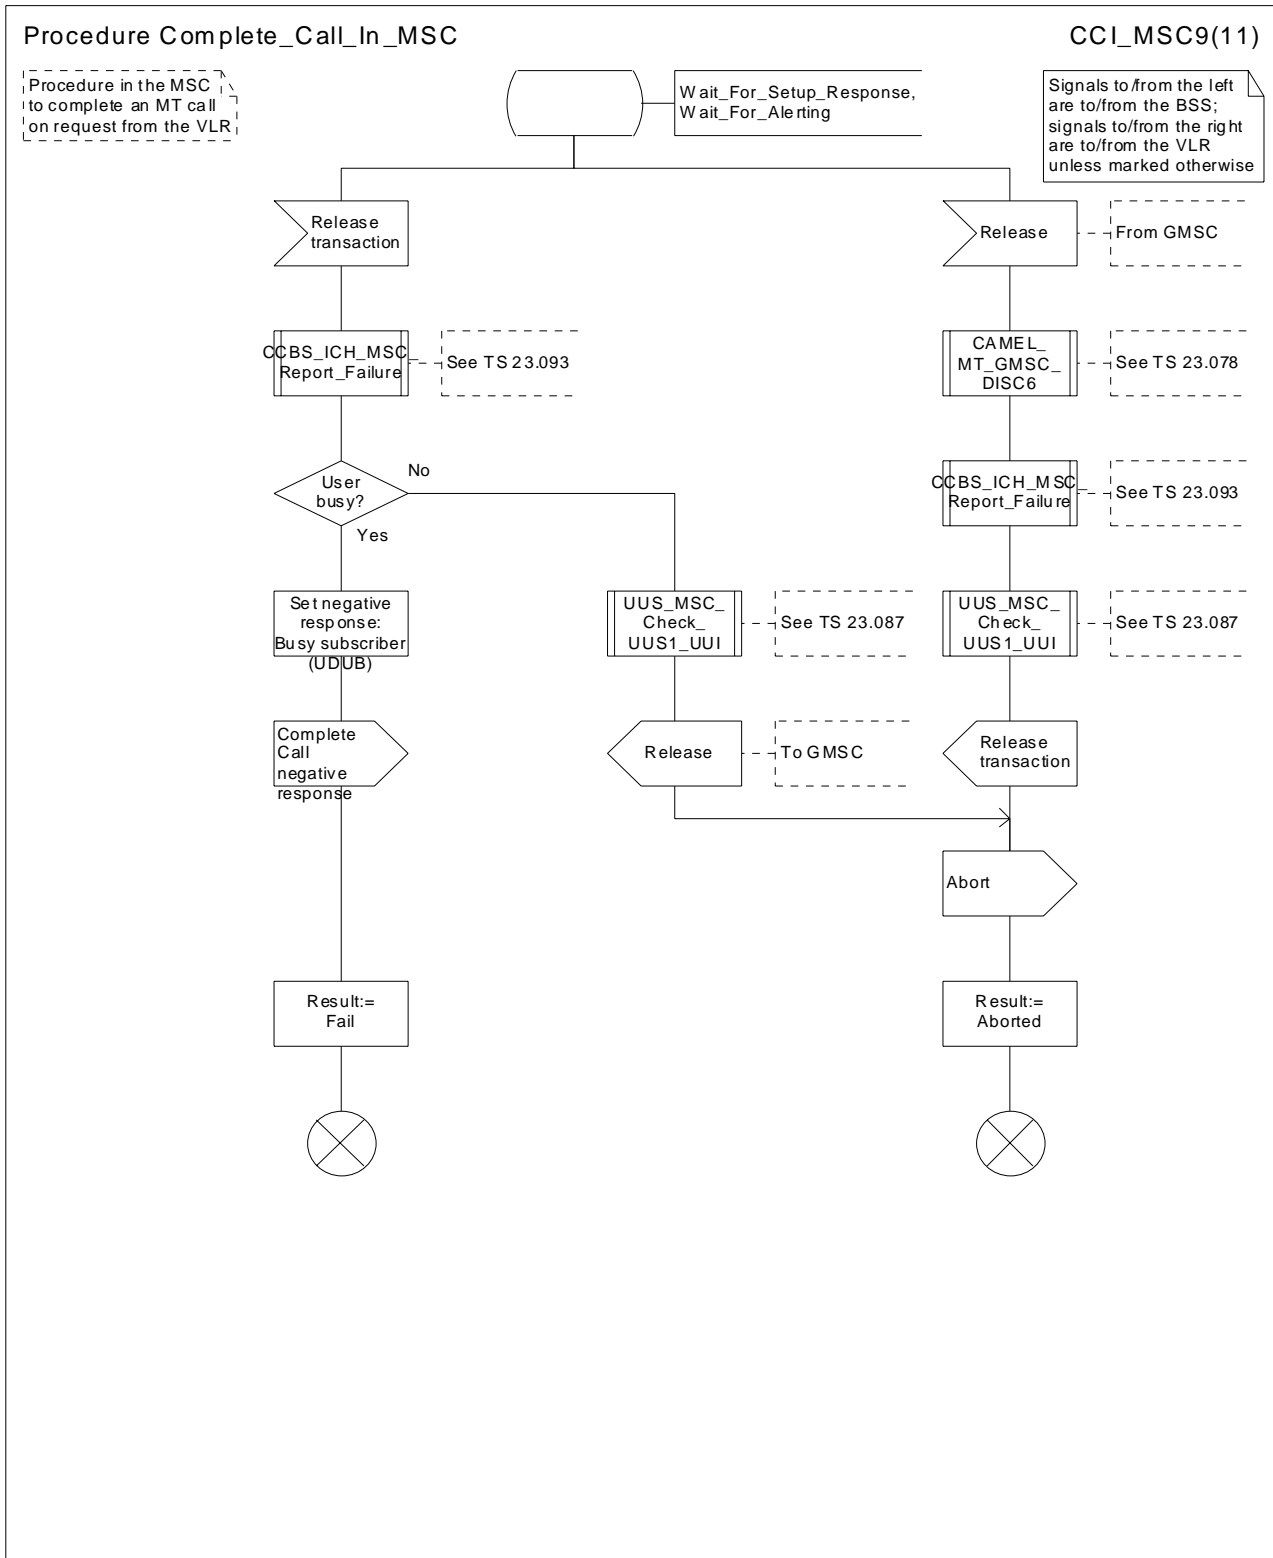 Procedure Complete_Call_In_MSC
CCI_MSC9(11)
Procedure in the MSC
to complete an MT call
on request from the VLR
Wait_For_Setup_Response,
Wait_For_Alerting
Signals to/from the left
are to/from the BSS;
signals to/from the right
are to/from the VLR
unless marked otherwise
Release
transaction
Release
From GMSC
CCBS_ICH_MSC_
Report_Failure
See TS 23.093
CAMEL_
MT_GMSC_
DISC6
See TS 23.078
User
busy?
No
Yes
CCBS_ICH_MSC_
Report_Failure
See TS 23.093
Set negative
response:
Busy subscriber
(UDUB)
UUS_MSC_
Check_
UUS1_UUI
See TS 23.087
UUS_MSC_
Check_
UUS1_UUI
See TS 23.087
Complete
Call
negative
response
Release
To GMSC
Release
transaction
Abort
Result:=
Fail
Result:=
Aborted